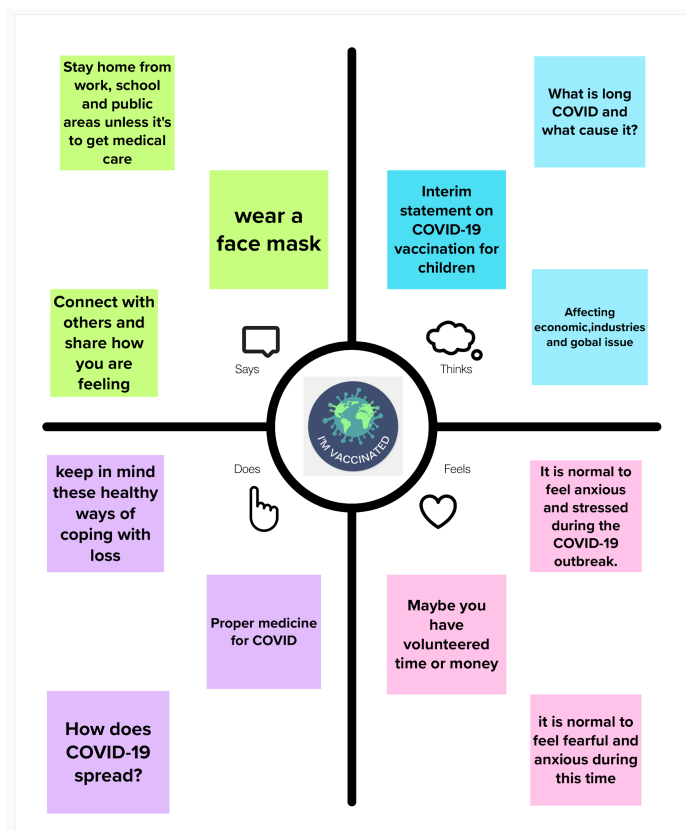 Stay home from
work, school
and public
areas unless it's
to get medical
care
wear a
face mask
Connect with
others and
share how
you are
feeling
Says
What is long
COVID and
what cause it?
Interim
statement on
COVID-19
vaccination for
children
Affecting
economic,industries
and gobal issue
Thinks
I'M VACCINATED
Does
keep in mind
these healthy
ways of
coping with
loss
Proper medicine
for COVID
How does
COVID-19
spread?
Feels
It is normal to
feel anxious
and stressed
during the
COVID-19
outbreak.
Maybe you
have
volunteered
time or money
it is normal to
feel fearful and
anxious during
this time